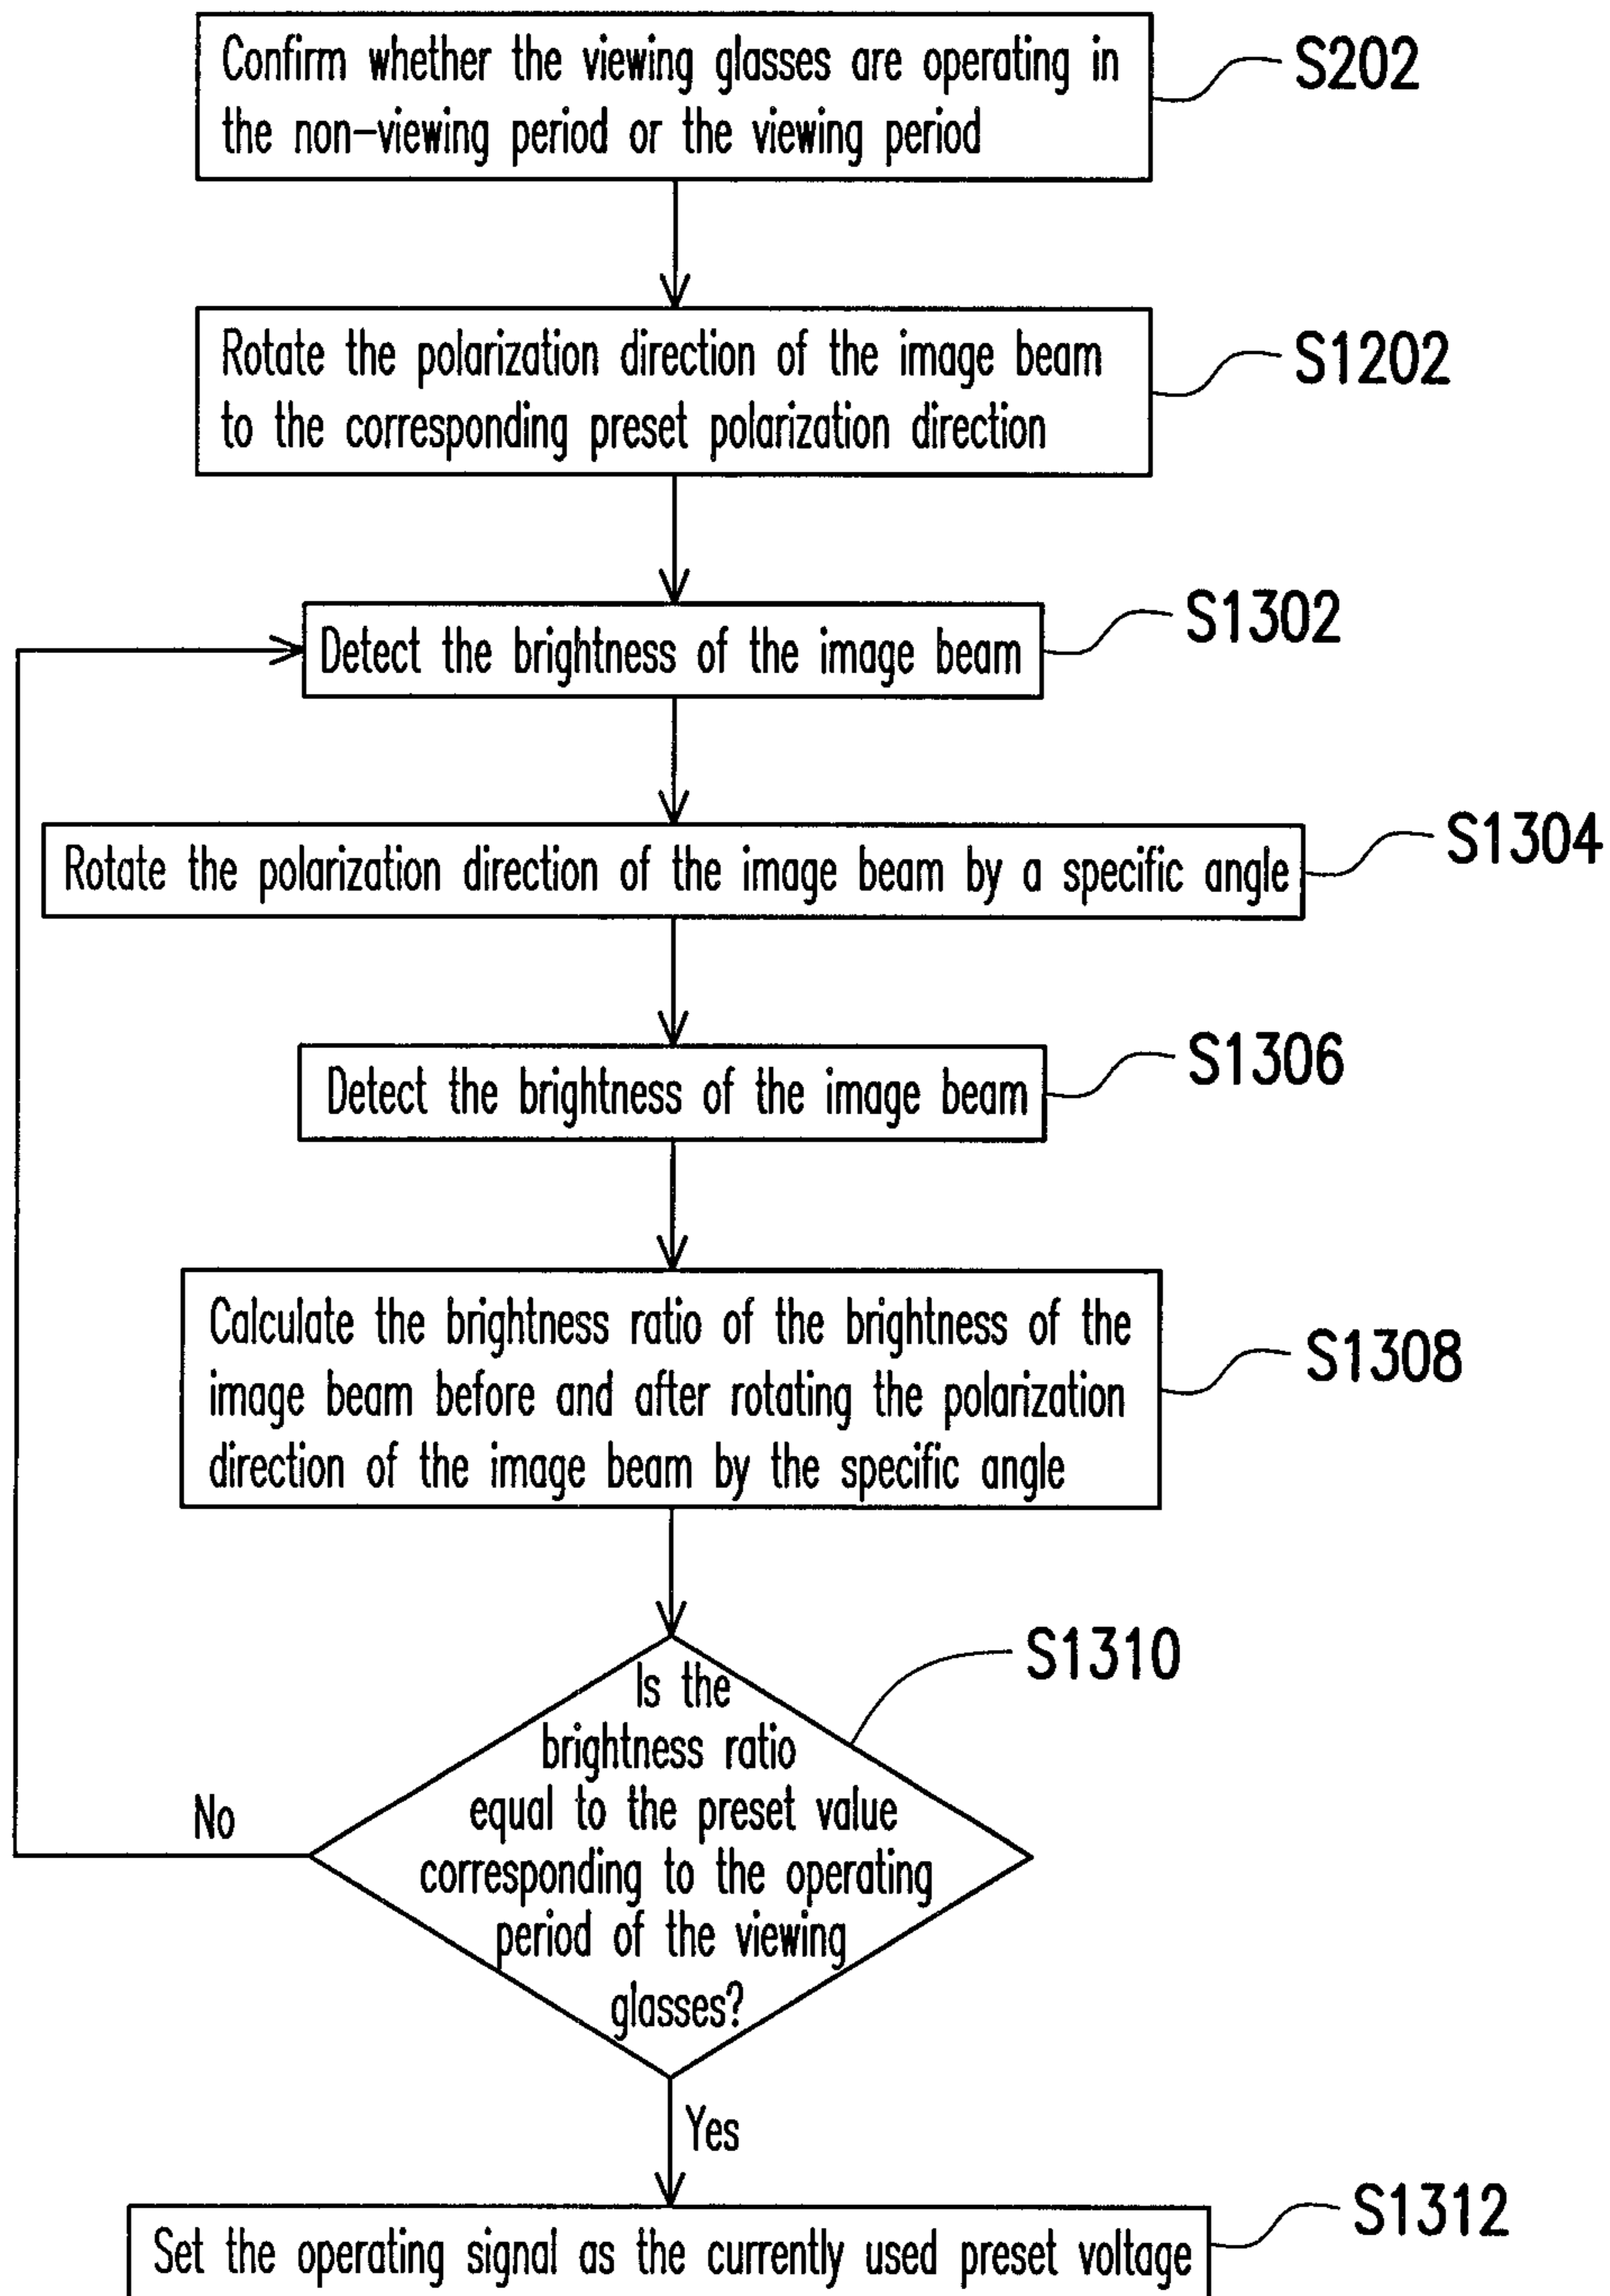 Confirm whether the viewing glasses are operating in
the non-viewing period or the viewing period
S202
Rotate the polarization direction of the image beam
to the corresponding preset polarization direction
S1202
Detect the brightness of the image beam
S1302
Rotate the polarization direction of the image beam by a specific angle
S1304
Detect the brightness of the image beam
S1306
Calculate the brightness ratio of the brightness of the
image beam before and after rotating the polarization
direction of the image beam by the specific angle
S1308
Is the
brightness ratio
equal to the preset value
corresponding to the operating
period of the viewing
glasses?
S1310
No
Yes
Set the operating signal as the currently used preset voltage
S1312